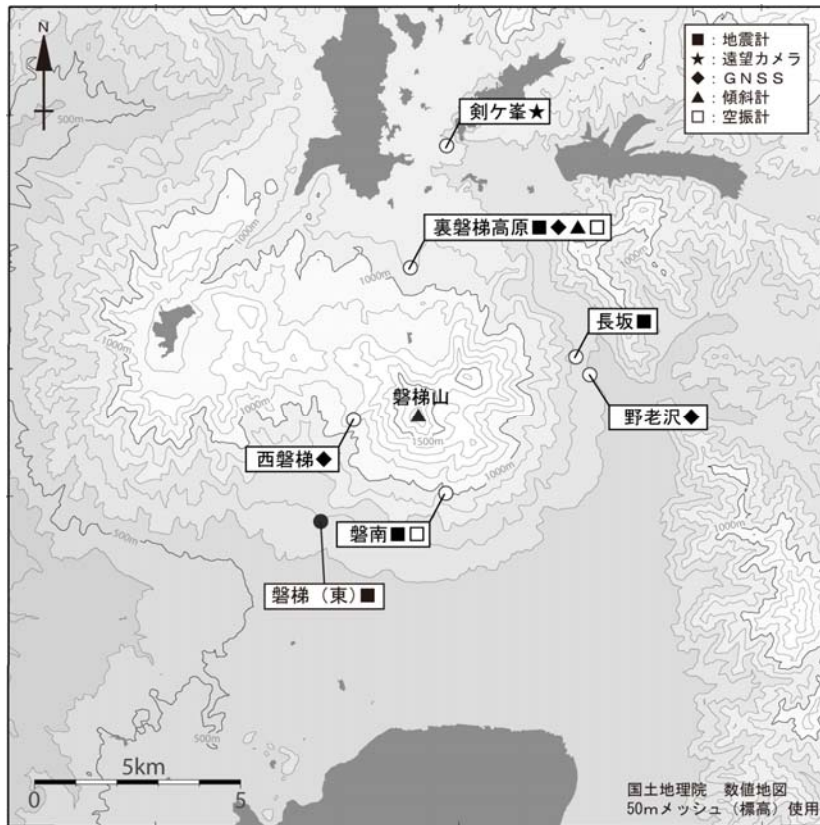 N
■：地震計
★：遠望カメラ
◆：ＧＮＳＳ
▲：傾斜計
□：空振計
500m
剣ケ峯★
裏磐梯高原■◆▲□
1000m
1000m
1000m
長坂■
1000m
磐梯山
野老沢◆
1000m
西磐梯◆
1500m
1000m
1000m
500m
磐南■□
磐梯（東）■
500m
5km
0
5
国土地理院　数値地図
50mメッシュ（標高）使用